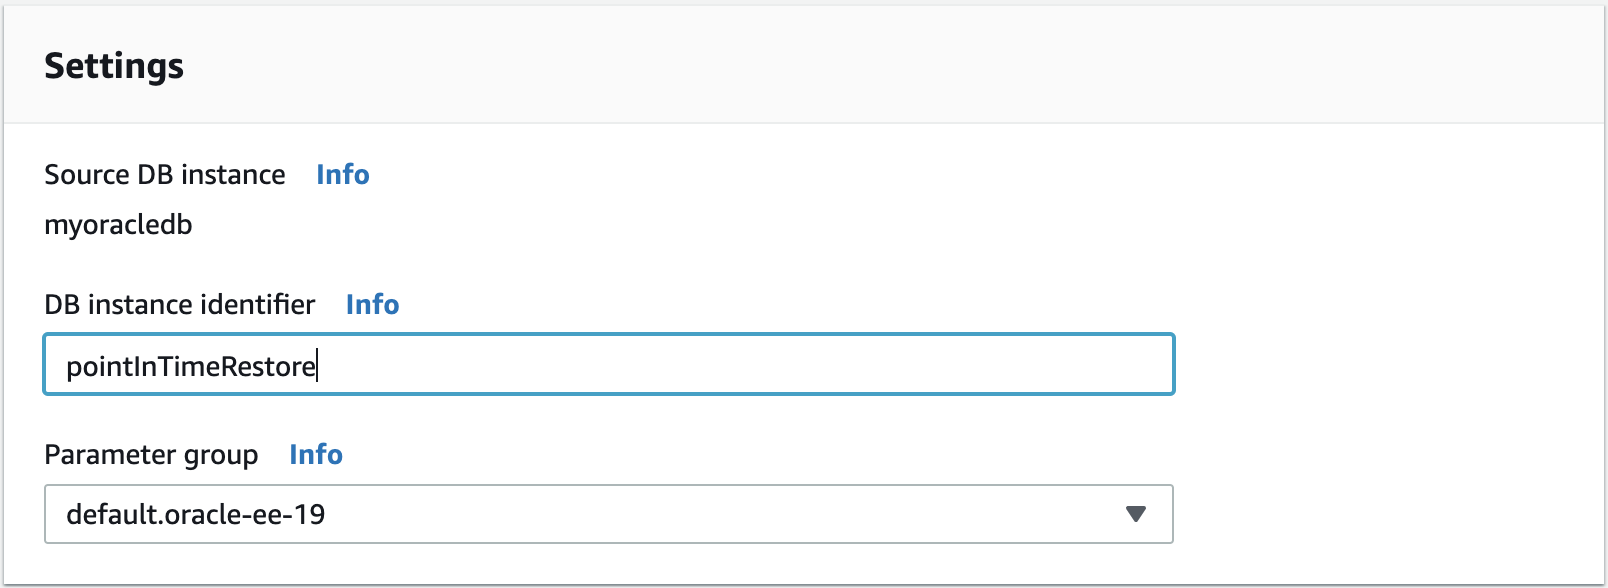 Settings
Source DB instance Info
myoracledb
DB instance identifier Info
pointInTimeRestore
Parameter group Info
default.oracle-ee-19